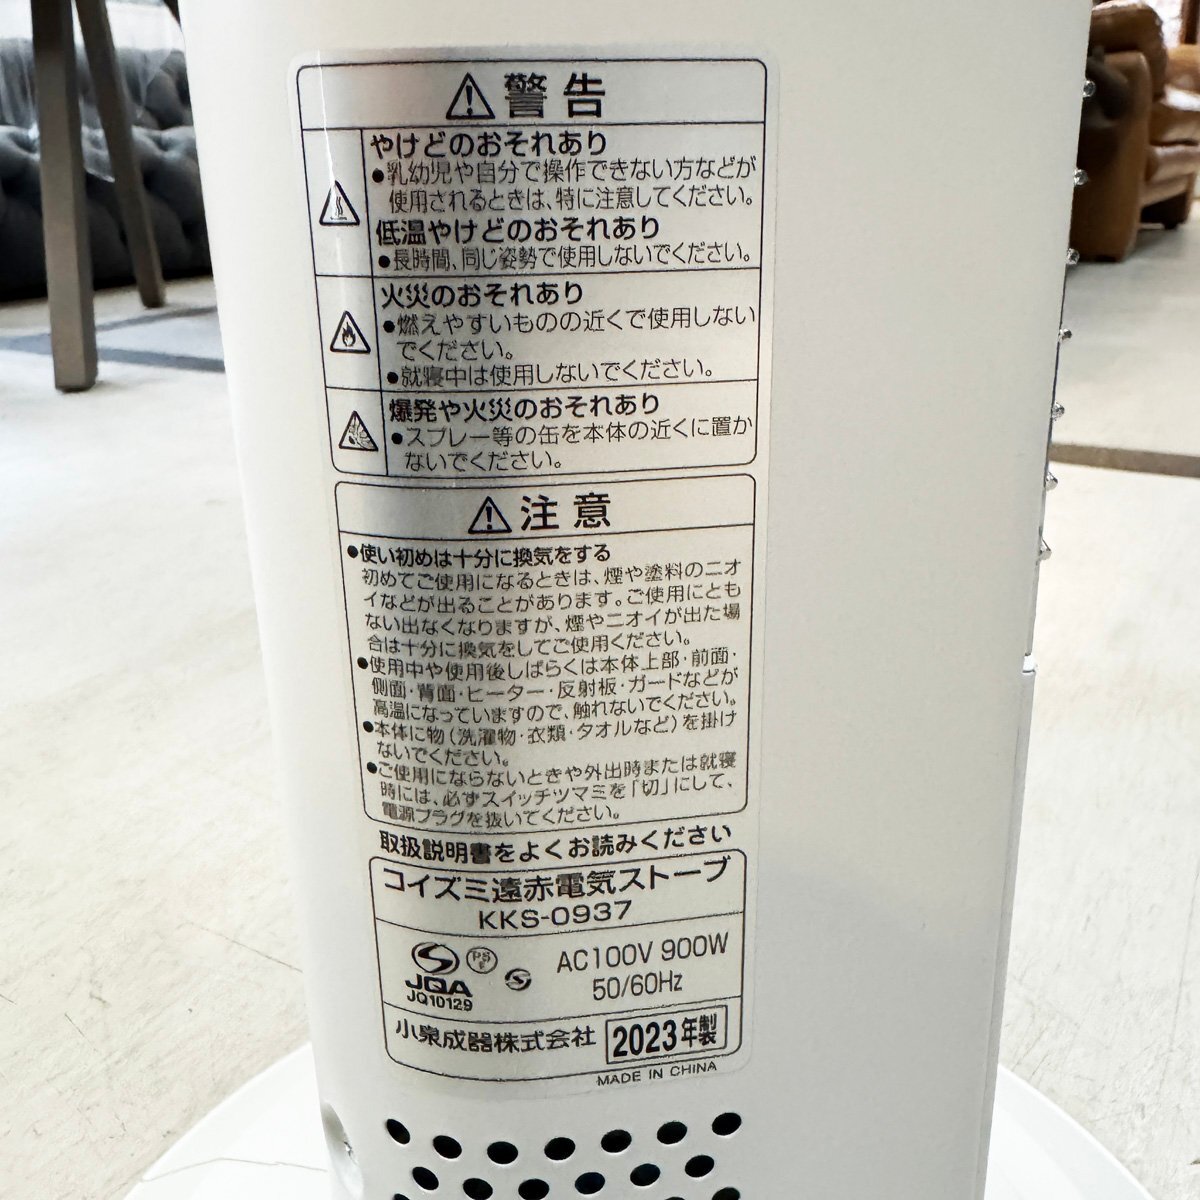 ⚠警告
やけどのおそれあり
●乳幼児や自分で操作できない方などが
使用されるときは、特に注意してください。
低温やけどのおそれあり
●長時間、同じ姿勢で使用しないでください。
火災のおそれあり
●燃えやすいものの近くで使用しない
でください。
●就寝中は使用しないでください。
爆発や火災のおそれあり
●スプレー等の缶を本体の近くに置か
ないでください。
⚠注意
●使い初めは十分に換気をする
初めてご使用になるときは、煙や塗料のニオ
イなどが出ることがあります。ご使用にとも
ない出なくなりますが、煙やニオイが出た場
合は十分に換気をしてご使用ください。
●使用中や使用後しばらくは本体上部・前面・
側面・背面・ヒーター・反射板・ガードなどが
高温になっていますので、触れないでください。
●本体に物(洗濯物・衣類・タオルなど)を掛け
ないでください。
●ご使用にならないときや外出時または就寝
時には、必ずスイッチツマミを「切」にして、
電源プラグを抜いてください。
取扱説明書をよくお読みください
コイズミ遠赤電気ストーブ
KKS-0937
PS
E
JQA
JQ10129
AC100V 900W
50/60Hz
小泉成器株式会社 2023年製
MADE IN CHINA